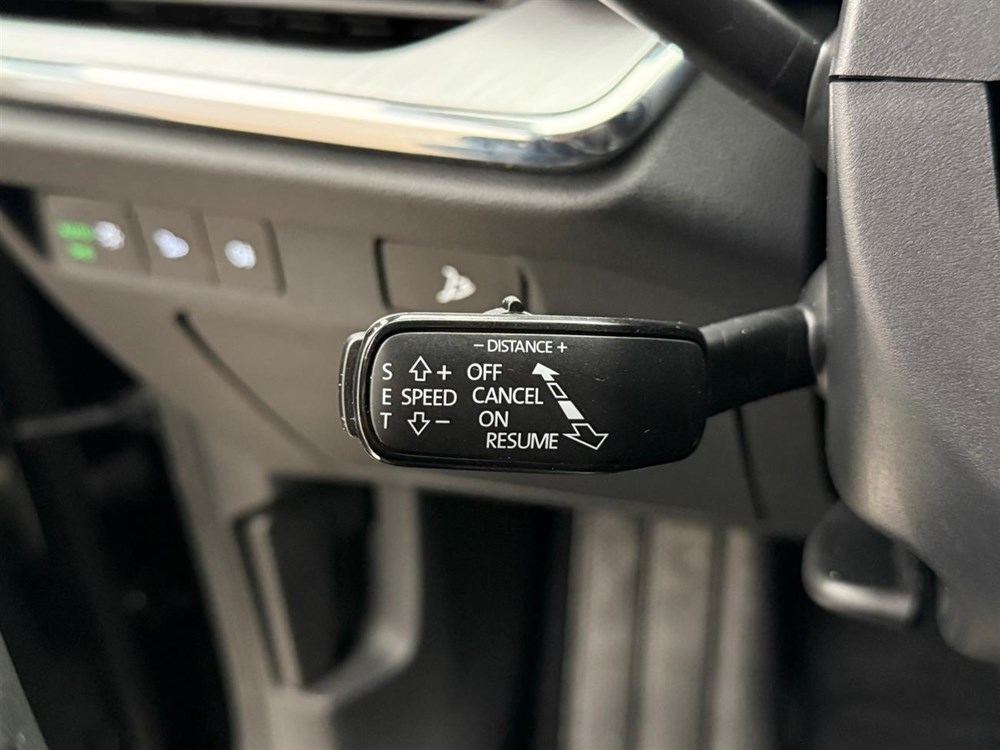 − DISTANCE +
S + OFF
E SPEED CANCEL
T − ON
RESUME